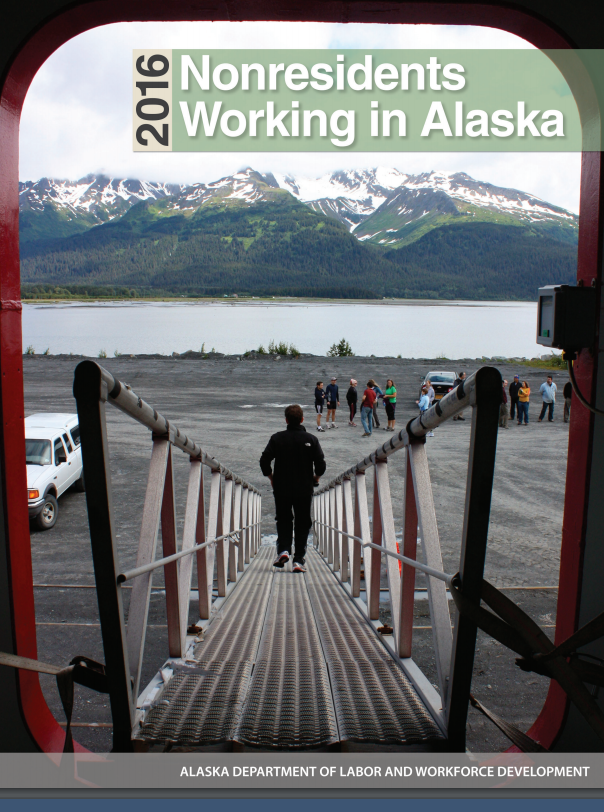 2016
Nonresidents
Working in Alaska
ALASKA DEPARTMENT OF LABOR AND WORKFORCE DEVELOPMENT